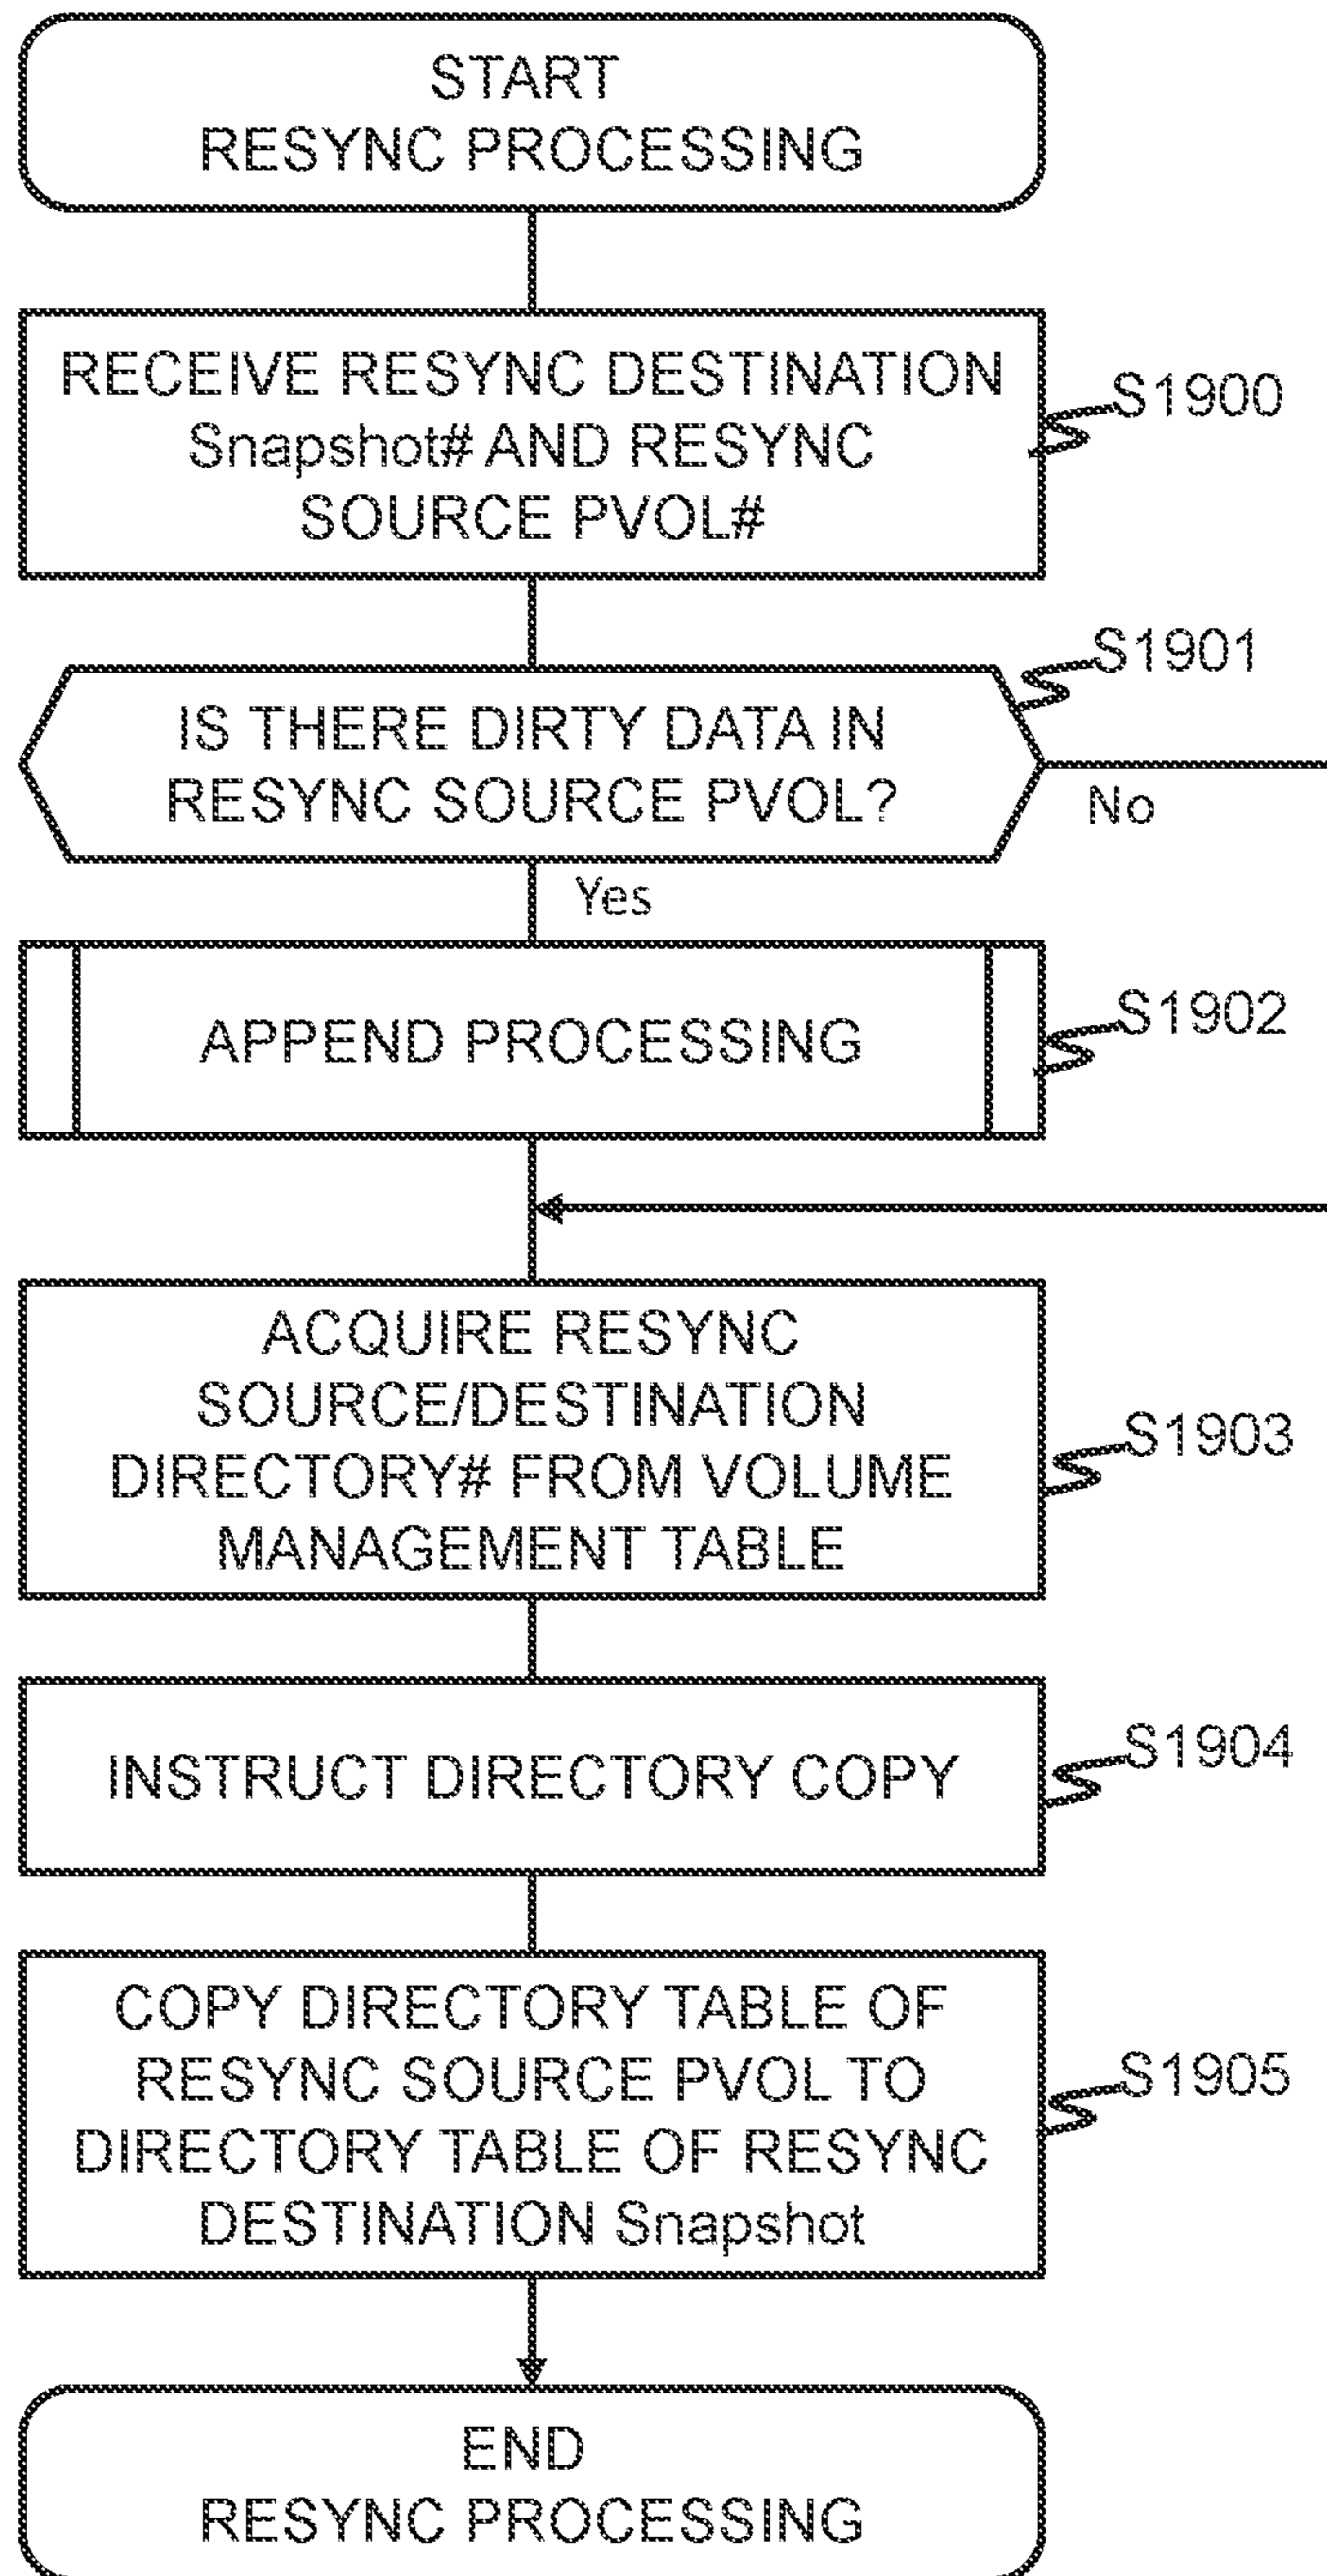 START
RESYNC PROCESSING
RECEIVE RESYNC DESTINATION
Snapshot# AND RESYNC
SOURCE PVOL#
S1900
S1901
IS THERE DIRTY DATA IN
RESYNC SOURCE PVOL?
No
Yes
APPEND PROCESSING
S1902
ACQUIRE RESYNC
SOURCE/DESTINATION
DIRECTORY# FROM VOLUME
MANAGEMENT TABLE
S1903
INSTRUCT DIRECTORY COPY
S1904
COPY DIRECTORY TABLE OF
RESYNC SOURCE PVOL TO
DIRECTORY TABLE OF RESYNC
DESTINATION Snapshot
S1905
END
RESYNC PROCESSING